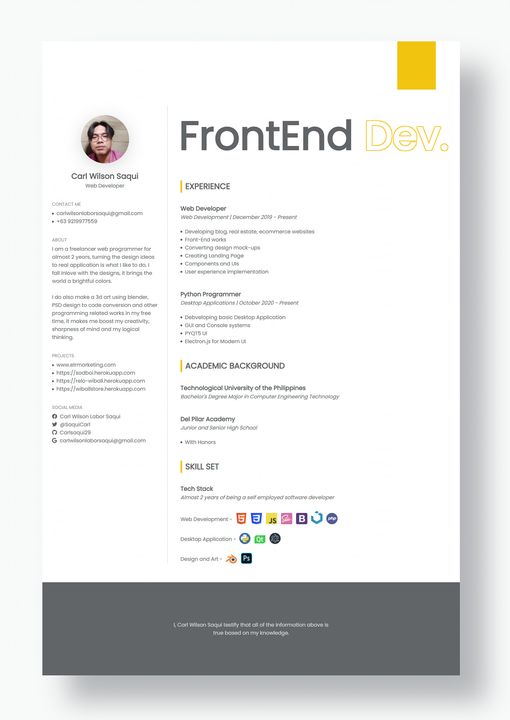 FrontEnd Dev.
Carl Wilson Saqui
Web Developer
CONTACT ME
• carlwilsonlaborsaqui@gmail.com
• +63 9219977559
ABOUT
I am a freelancer web programmer for
almost 2 years, turning the design ideas
to real application is what I like to do. I
fall inlove with the designs, it brings the
world a brightful colors.
I do also make a 3d art using blender,
PSD design to code conversion and other
programming related works in my free
time, it makes me boost my creativity,
sharpness of mind and my logical
thinking.
PROJECTS
• www.elrmarketing.com
• https://sadboi.herokuapp.com
• https://relo-wiball.herokuapp.com
• https://wiballstore.herokuapp.com
SOCIAL MEDIA
Carl Wilson Labor Saqui
@SaquiCarl
Carlsaqui29
carlwilsonlaborsaqui@gmail.com
EXPERIENCE
Web Developer
Web Development | December 2019 - Present
• Developing blog, real estate, ecommerce websites
• Front-End works
• Converting design mock-ups
• Creating Landing Page
• Components and UIs
• User experience implementation
Python Programmer
Desktop Applications | October 2020 - Present
• Debveloping basic Desktop Application
• GUI and Console systems
• PYQT5 UI
• Electron.js for Modern UI
ACADEMIC BACKGROUND
Technological University of the Philippines
Bachelor's Degree Major in Computer Engineering Technology
Del Pilar Academy
Junior and Senior High School
• With Honors
SKILL SET
Tech Stack
Almost 2 years of being a self employed software developer
Web Development - JS Sass B php
Desktop Application - Qt
Design and Art - Ps
I, Carl Wilson Saqui testify that all of the information above is
true based on my knowledge.